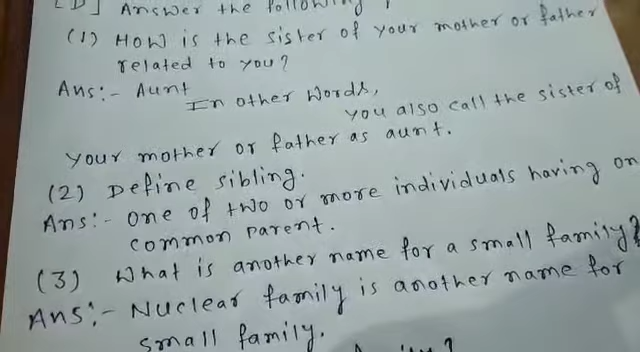 [D] Answer the following
(1) How is the sister of your mother or father
related to you?
Ans:- Aunt
In other words,
you also call the sister of
your mother or father as aunt.
(2) Define sibling.
Ans:- One of two or more individuals having on
common parent.
(3) What is another name for a small family?
Ans:- Nuclear family is another name for
small family.